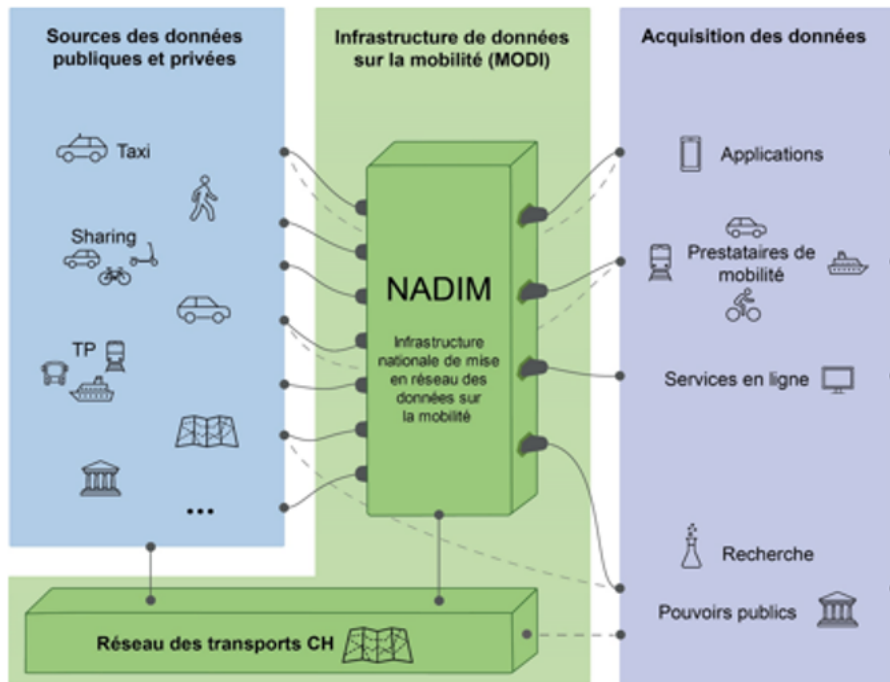 Sources des données
publiques et privées
Taxi
Sharing
TP
...
Infrastructure de données
sur la mobilité (MODI)
NADIM
Infrastructure
nationale de mise
en réseau des
données sur
la mobilité
Réseau des transports CH
Acquisition des données
Applications
Prestataires de
mobilité
Services en ligne
Recherche
Pouvoirs publics